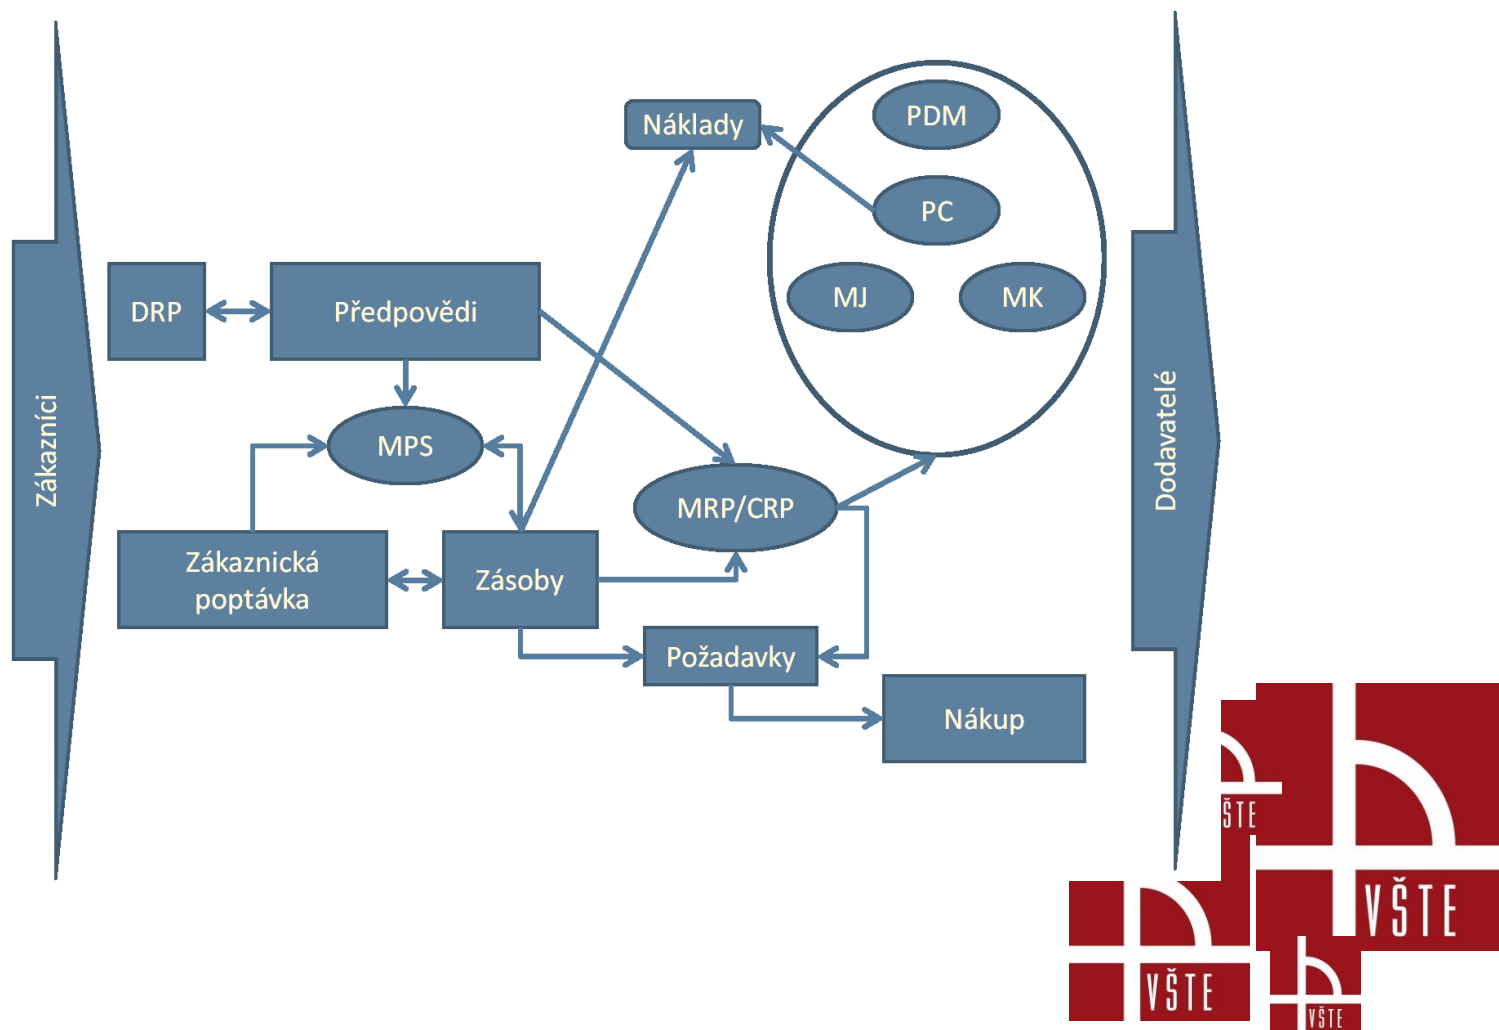 Náklady
PDM
PC
MJ
MK
DRP
Předpovědi
Zákazníci
MPS
Dodavatelé
MRP/CRP
Zákaznická
poptávka
Zásoby
Požadavky
Nákup
ŠTE
VŠTE
VŠTE
VŠTE